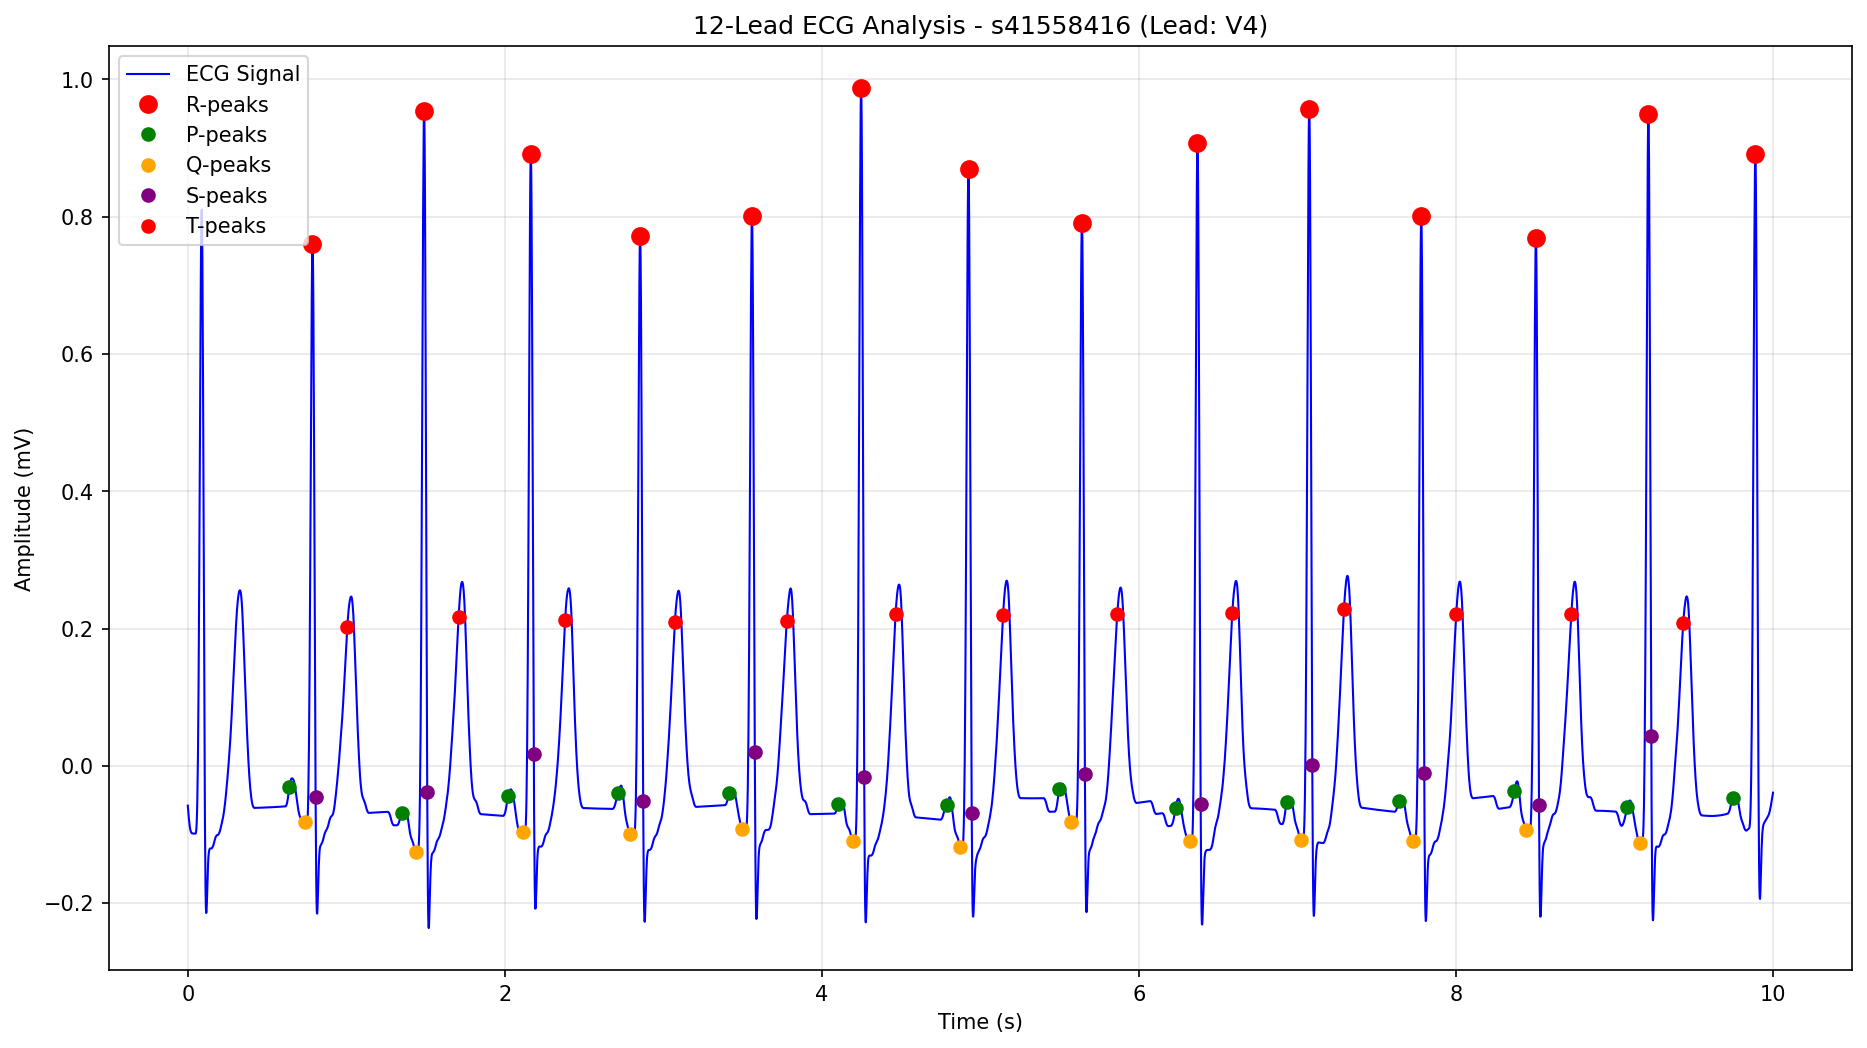 12-Lead ECG Analysis - s41558416 (Lead: V4)
ECG Signal
R-peaks
P-peaks
Q-peaks
S-peaks
T-peaks
1.0
0.8
0.6
0.4
0.2
0.0
−0.2
Amplitude (mV)
0 2 4 6 8 10
Time (s)